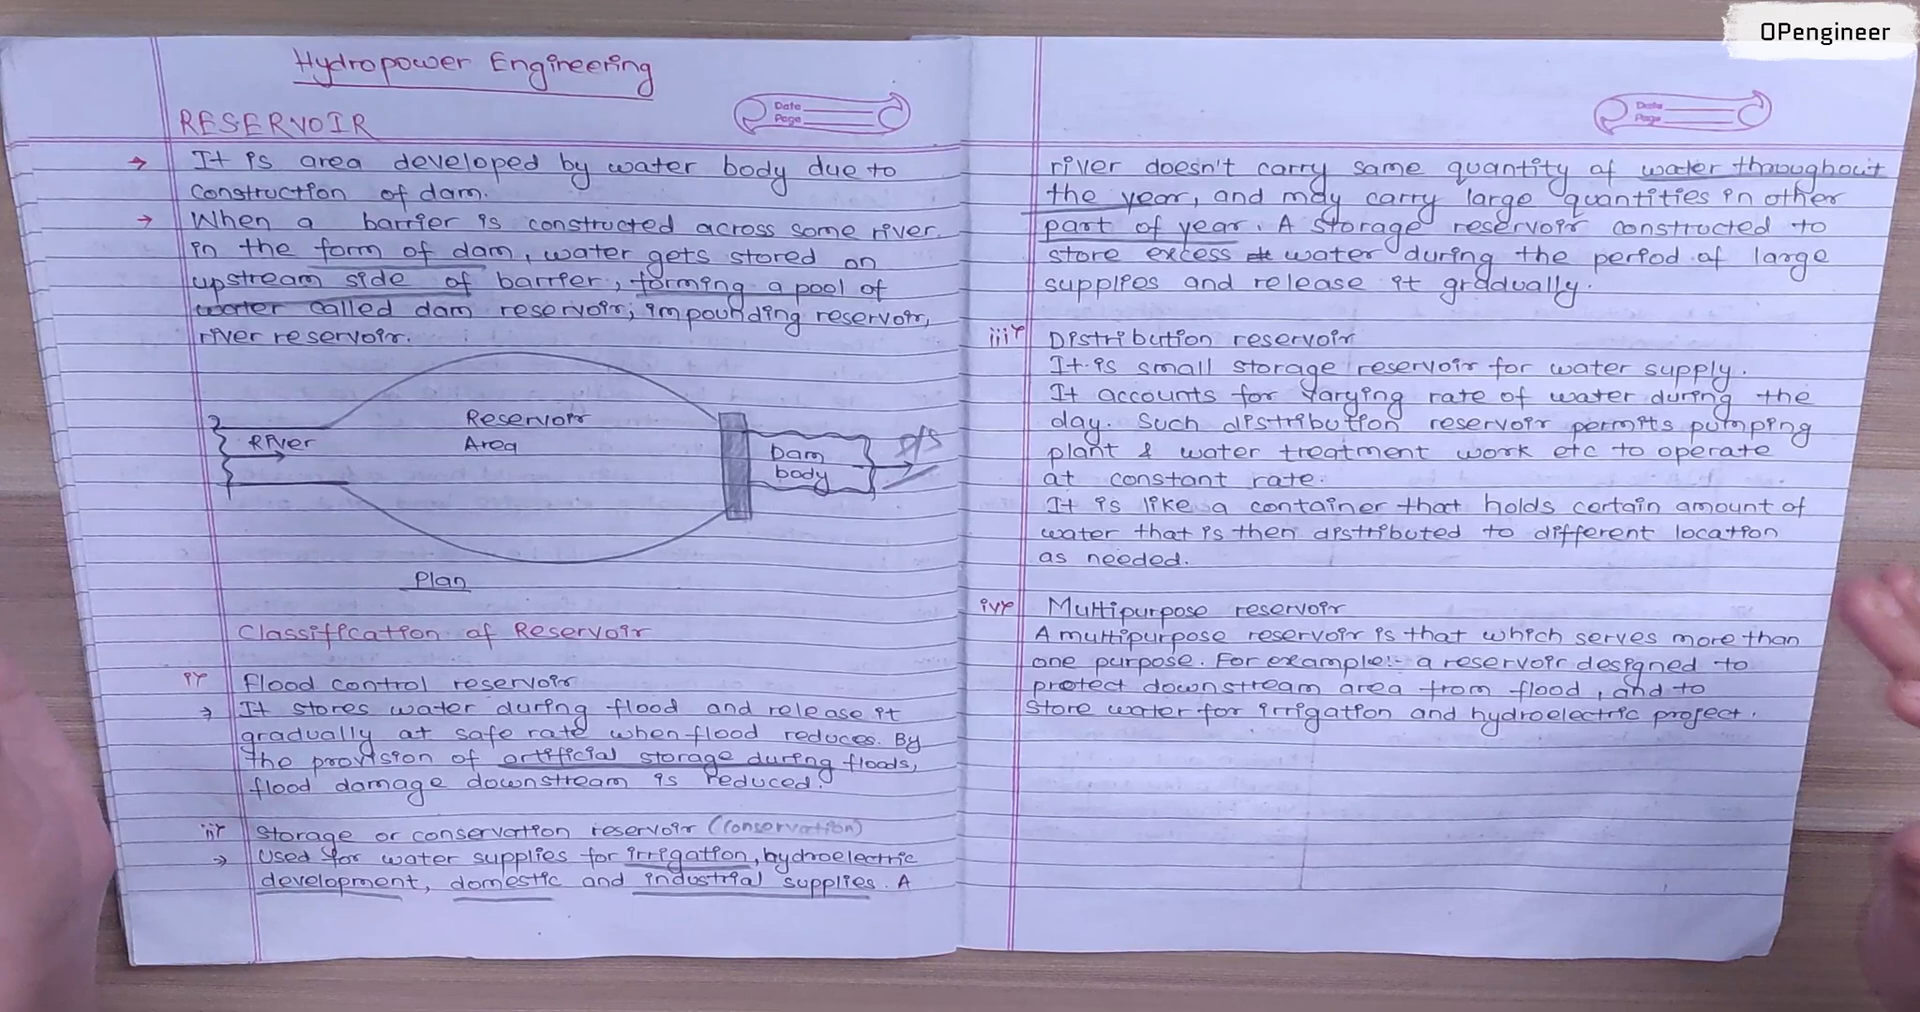 OPengineer
Hydropower Engineering
Date
Page
RESERVOIR
→ It is area developed by water body due to
construction of dam.
→ When a barrier is constructed across some river
in the form of dam, water gets stored on
upstream side of barrier, forming a pool of
water called dam reservoir, impounding reservoir,
river reservoir.
Reservoir
Area
River
Dam
body
D/S
Plan
Classification of Reservoir
i) Flood control reservoir
→ It stores water during flood and release it
gradually at safe rate when flood reduces. By
the provision of artificial storage during floods,
flood damage downstream is reduced.
ii) Storage or conservation reservoir (Conservation)
→ Used for water supplies for irrigation, hydroelectric
development, domestic and industrial supplies. A
Date
Page
river doesn't carry same quantity of water throughout
the year, and may carry large quantities in other
part of year. A storage reservoir constructed to
store excess water during the period of large
supplies and release it gradually.
iii) Distribution reservoir
It is small storage reservoir for water supply.
It accounts for varying rate of water during the
day. Such distribution reservoir permits pumping
plant & water treatment work etc to operate
at constant rate.
It is like a container that holds certain amount of
water that is then distributed to different location
as needed.
iv) Multipurpose reservoir
A multipurpose reservoir is that which serves more than
one purpose. For example:- a reservoir designed to
protect downstream area from flood, and to
store water for irrigation and hydroelectric project.